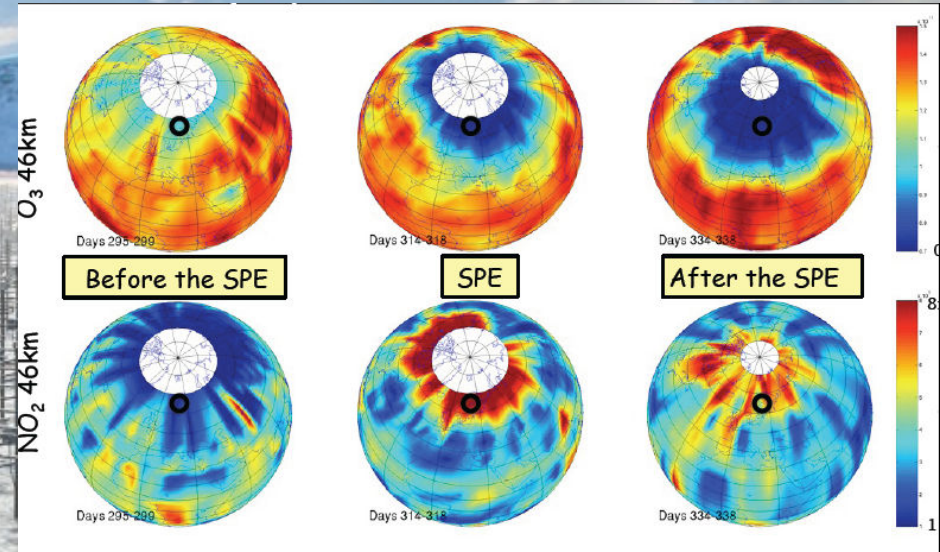 O₃ 46km
Days 295-299
Days 314-318
Days 334-338
Before the SPE
SPE
After the SPE
NO₂ 46km
8
1
Days 295-299
Days 314-318
Days 334-338